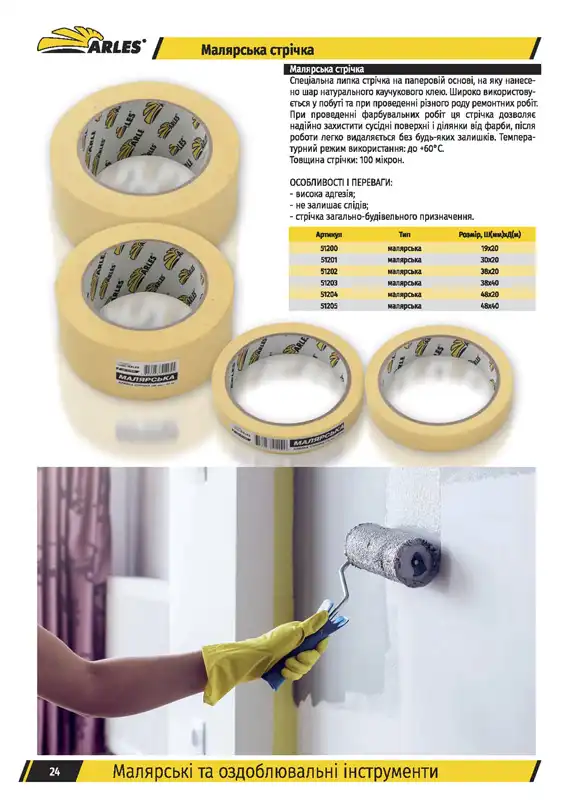 ARLES
Малярська стрічка
Малярська стрічка
Спеціальна липка стрічка на паперовій основі, на яку нанесе-
но шар натурального каучукового клею. Широко використову-
ється у побуті та при проведенні різного роду ремонтних робіт.
При проведенні фарбувальних робіт ця стрічка дозволяє
надійно захистити сусідні поверхні і ділянки від фарби, після
роботи легко видаляється без будь-яких залишків. Темпера-
турний режим використання: до +60°С.
Товщина стрічки: 100 мікрон.
ОСОБЛИВОСТІ І ПЕРЕВАГИ:
- висока адгезія;
- не залишає слідів;
- стрічка загально-будівельного призначення.
Артикул Тип Розмір, Ш(мм)хД(м)
51200 малярська 19х20
51201 малярська 30х20
51202 малярська 38х20
51203 малярська 38х40
51204 малярська 48х20
51205 малярська 48х40
ARLES
ARLES
ARLES
МАЛЯРСЬКА
МАЛЯРСЬКА
24 Малярські та оздоблювальні інструменти